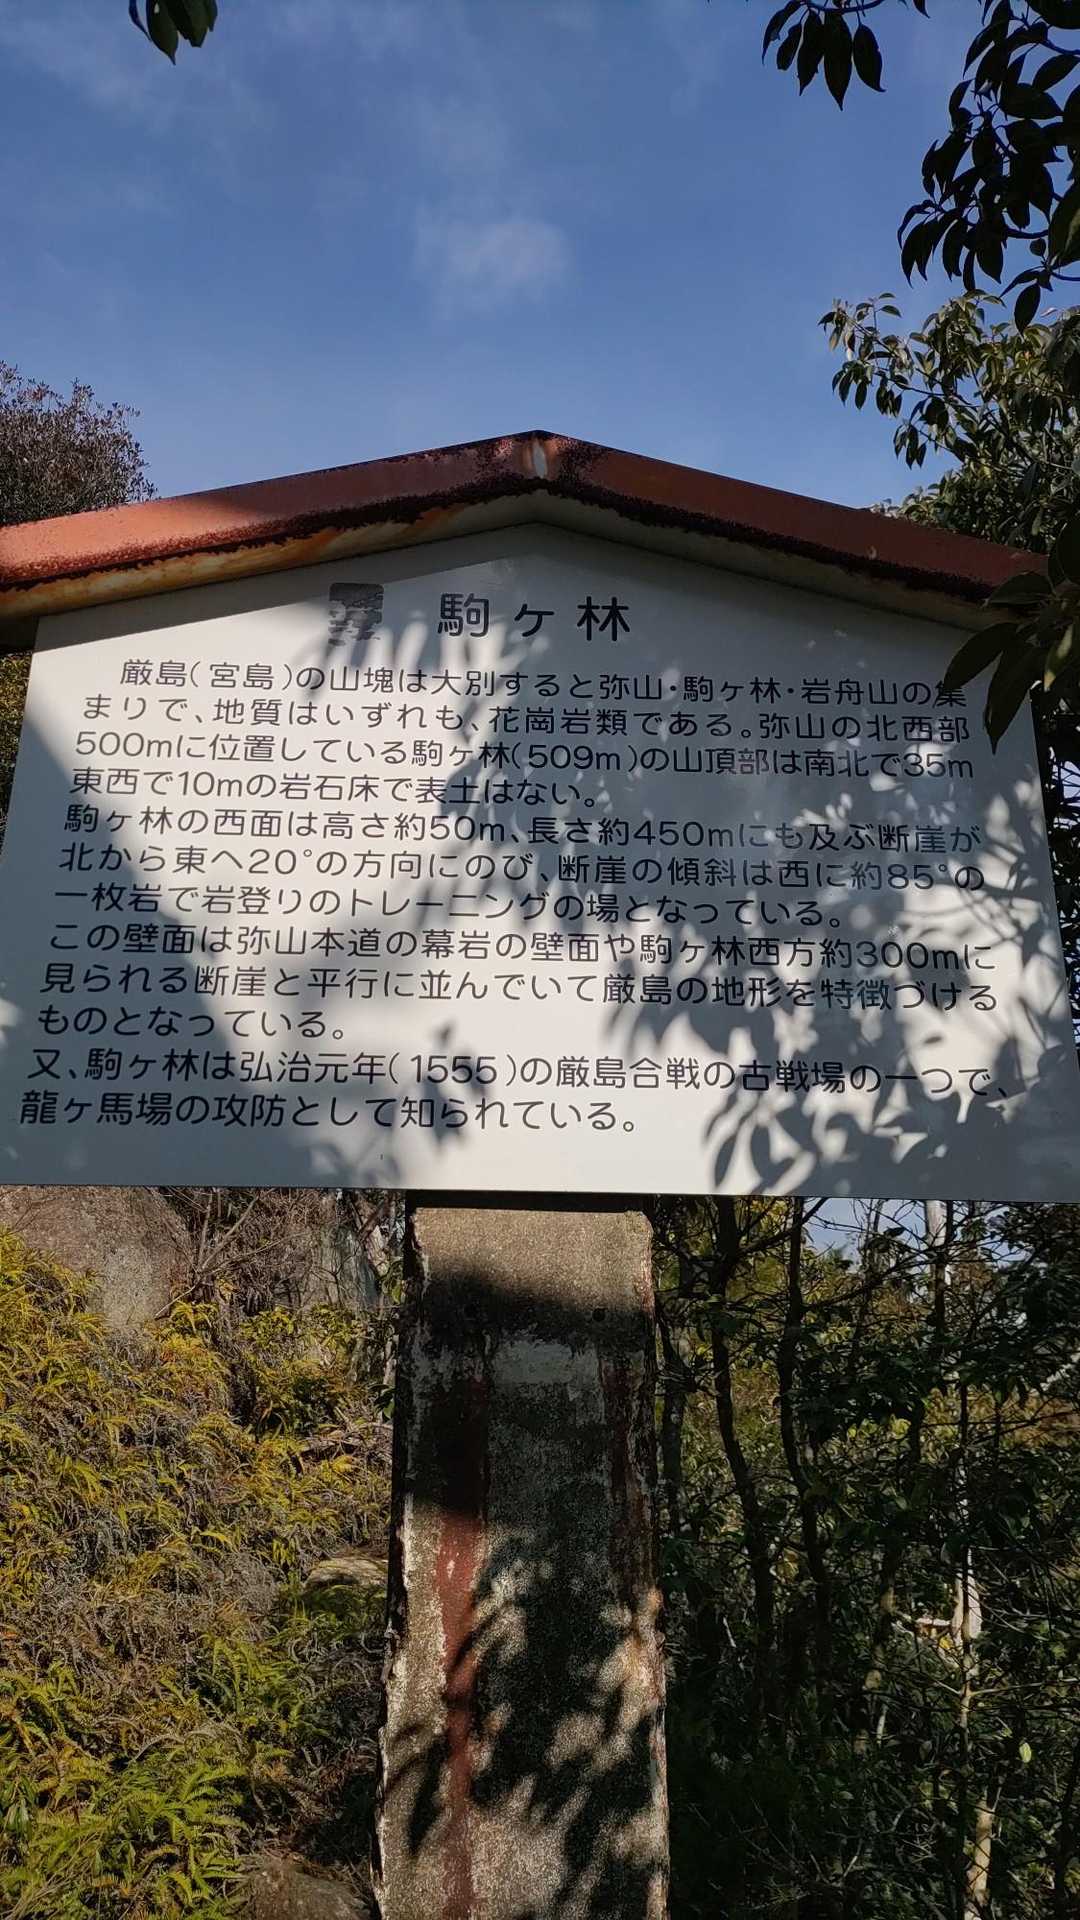 駒ヶ林
厳島(宮島)の山塊は大別すると弥山・駒ヶ林・岩舟山の集
まりで、地質はいずれも、花崗岩類である。弥山の北西部
500mに位置している駒ヶ林(509m)の山頂部は南北で35m
東西で10mの岩石床で表土はない。
駒ヶ林の西面は高さ約50m、長さ約450mにも及ぶ断崖が
北から東へ20°の方向にのび、断崖の傾斜は西に約85°の
一枚岩で岩登りのトレーニングの場となっている。
この壁面は弥山本道の幕岩の壁面や駒ヶ林西方約300mに
見られる断崖と平行に並んでいて厳島の地形を特徴づける
ものとなっている。
又、駒ヶ林は弘治元年(1555)の厳島合戦の古戦場の一つで、
龍ヶ馬場の攻防として知られている。